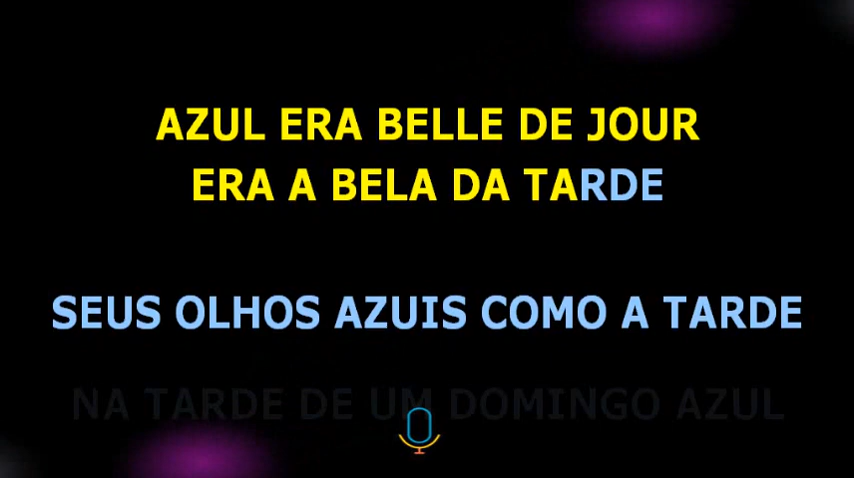 AZUL ERA BELLE DE JOUR
ERA A BELA DA TARDE
SEUS OLHOS AZUIS COMO A TARDE
NA TARDE DE UM DOMINGO AZUL